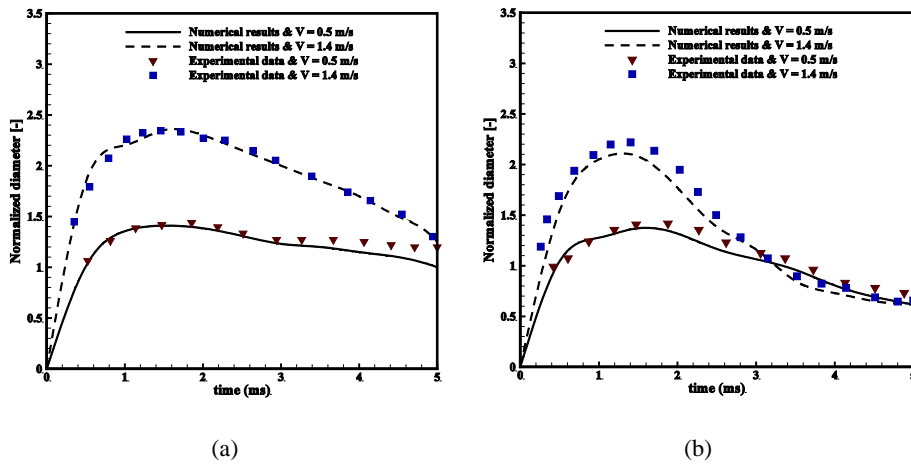 3.5
3
2.5
2
1.5
1
0.5
0
0.
1.
2.
3.
4.
5.
Normalized diameter [-]
time (ms).
Numerical results & V = 0.5 m/s
Numerical results & V = 1.4 m/s
Experimental data & V = 0.5 m/s
Experimental data & V = 1.4 m/s
(a)
3.5
3
2.5
2
1.5
1
0.5
0
0.
1.
2.
3.
4.
Normalized diameter [-]
time (ms).
Numerical results & V = 0.5 m/s
Numerical results & V = 1.4 m/s
Experimental data & V = 0.5 m/s
Experimental data & V = 1.4 m/s
(b)